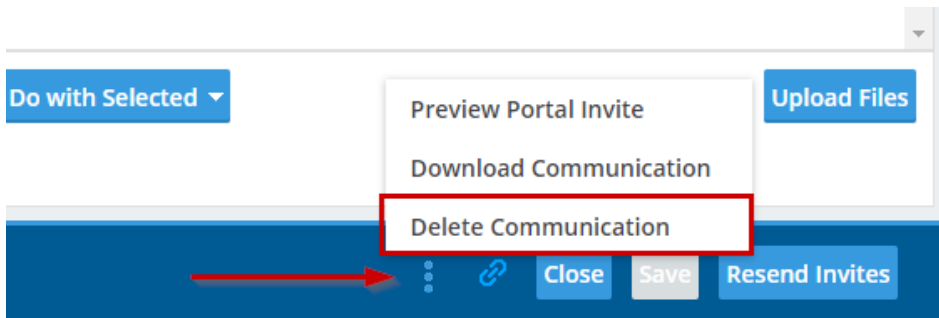 Do with Selected
Preview Portal Invite
Upload Files
Download Communication
Delete Communication
Close
Save
Resend Invites